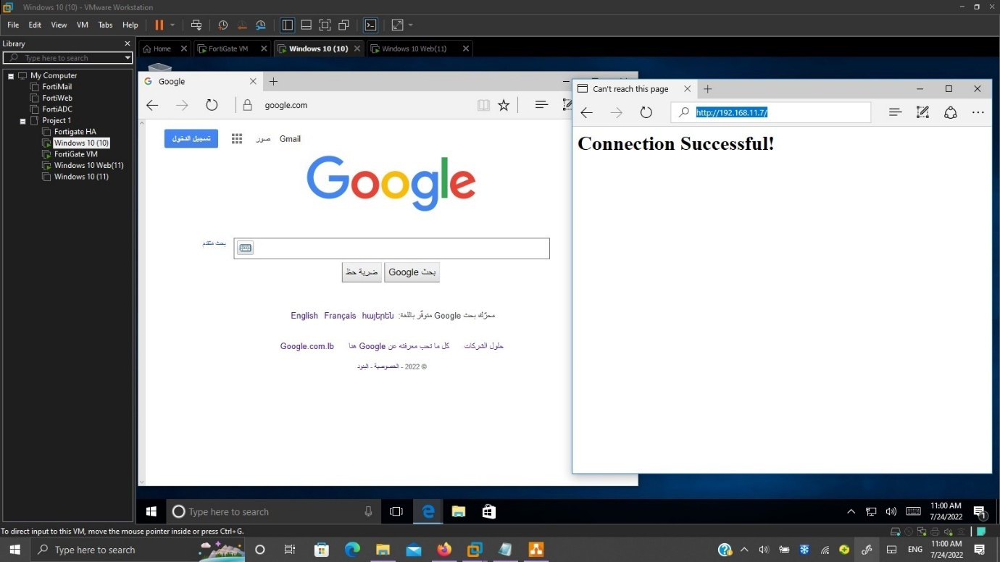 Windows 10 (10) - VMware Workstation
File Edit View VM Tabs Help
Library
Type here to search
My Computer
FortiMail
FortiWeb
FortiADC
Project 1
Fortigate HA
Windows 10 (10)
FortiGate VM
Windows 10 Web(11)
Windows 10 (11)
Home FortiGate VM Windows 10 (10) Windows 10 Web(11)
Google
google.com
تسجيل الدخول صور Gmail
Google
بحث متقدم
بحث Google ضربة حظ
محرّك بحث Google متوفّر باللغة: English Français հայերեն
حلول الشركات كل ما تحب معرفته عن Google هنا Google.com.lb
© 2022 - الخصوصية - البنود
Can't reach this page
http://192.168.11.7/
Connection Successful!
Type here to search
11:00 AM
7/24/2022
1
To direct input to this VM, move the mouse pointer inside or press Ctrl+G.
Type here to search
ENG
11:00 AM
7/24/2022